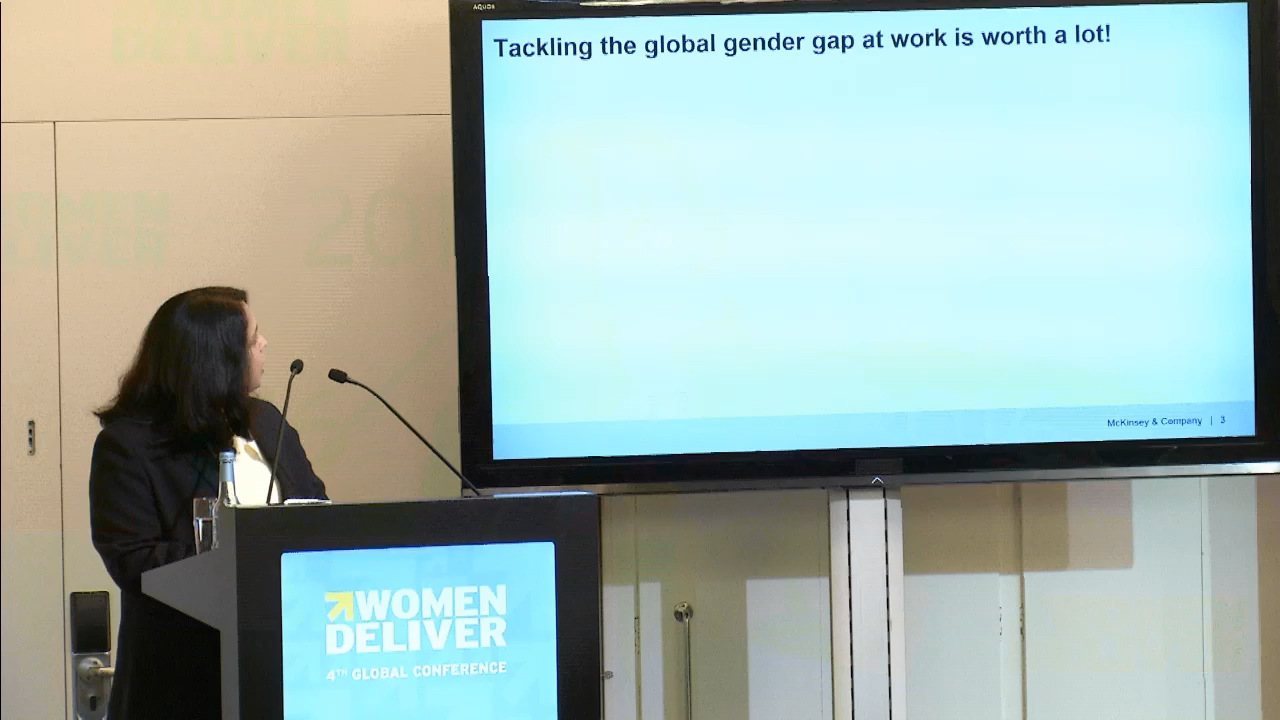 AQUOS
Tackling the global gender gap at work is worth a lot!
McKinsey & Company | 3
WOMEN
DELIVER
4TH GLOBAL CONFERENCE